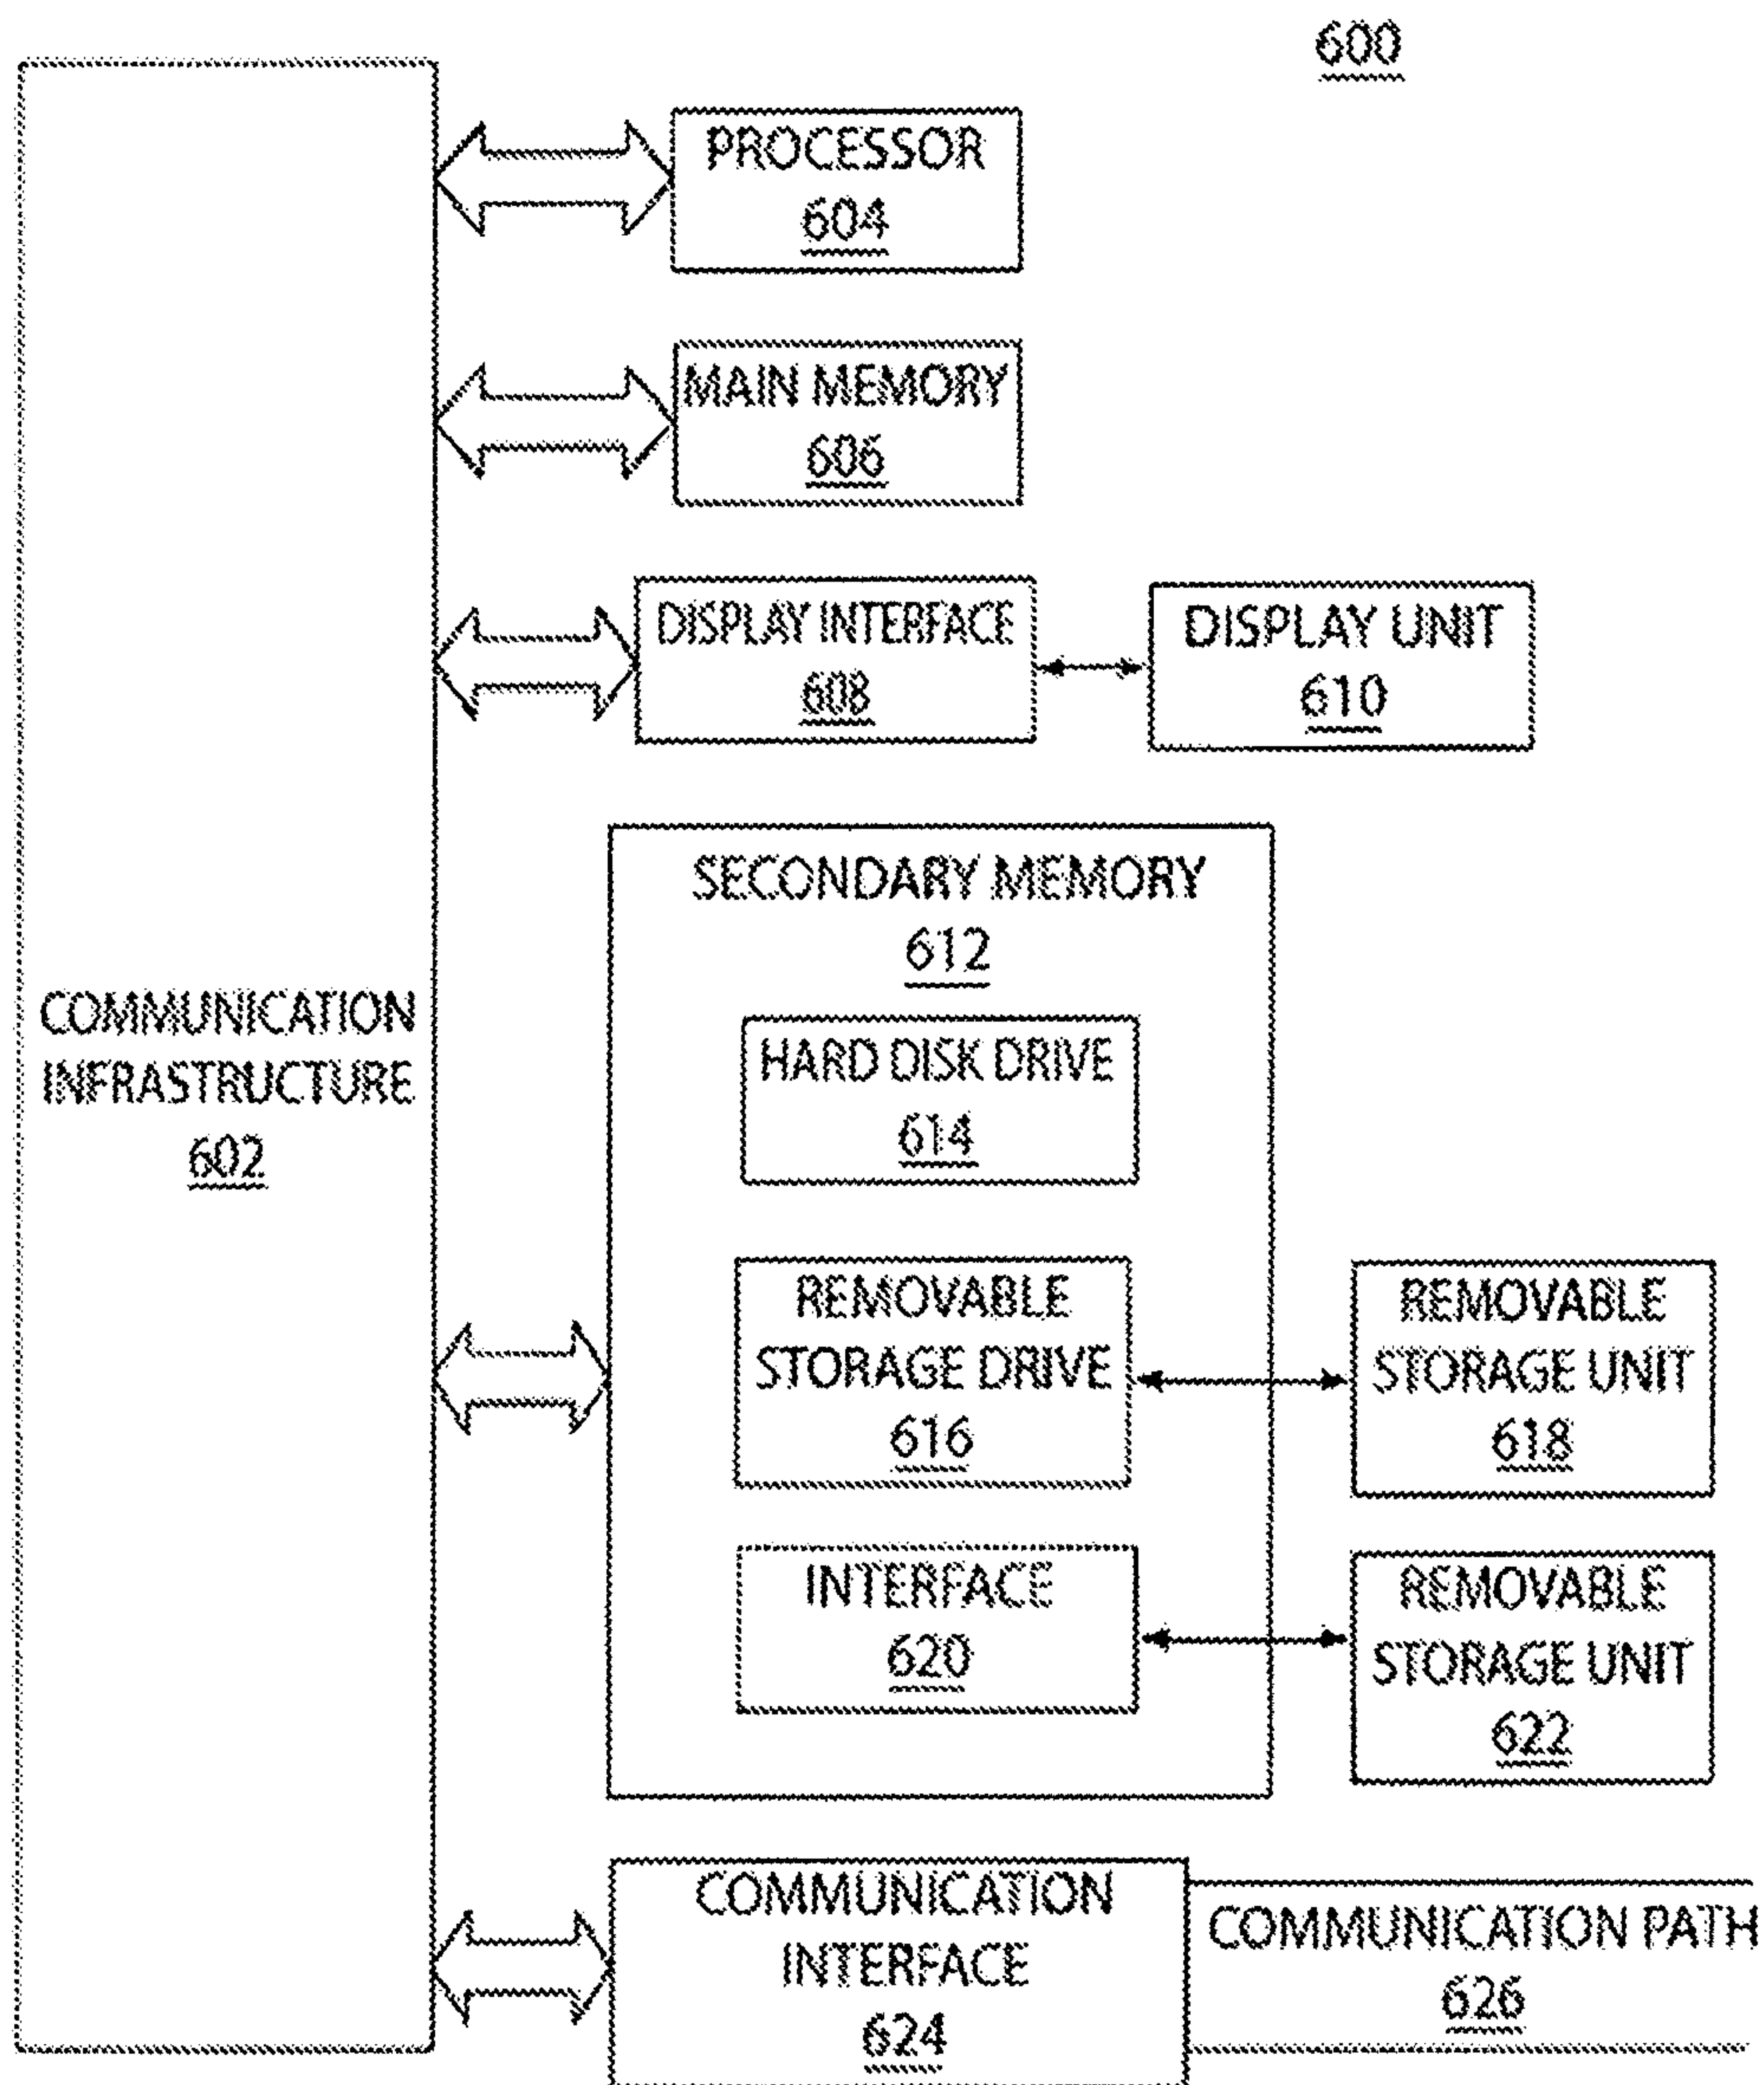 600
PROCESSOR
604
MAIN MEMORY
606
DISPLAY INTERFACE
608
DISPLAY UNIT
610
SECONDARY MEMORY
612
COMMUNICATION
INFRASTRUCTURE
602
HARD DISK DRIVE
614
REMOVABLE
STORAGE DRIVE
616
REMOVABLE
STORAGE UNIT
618
INTERFACE
620
REMOVABLE
STORAGE UNIT
622
COMMUNICATION
INTERFACE
624
COMMUNICATION PATH
626